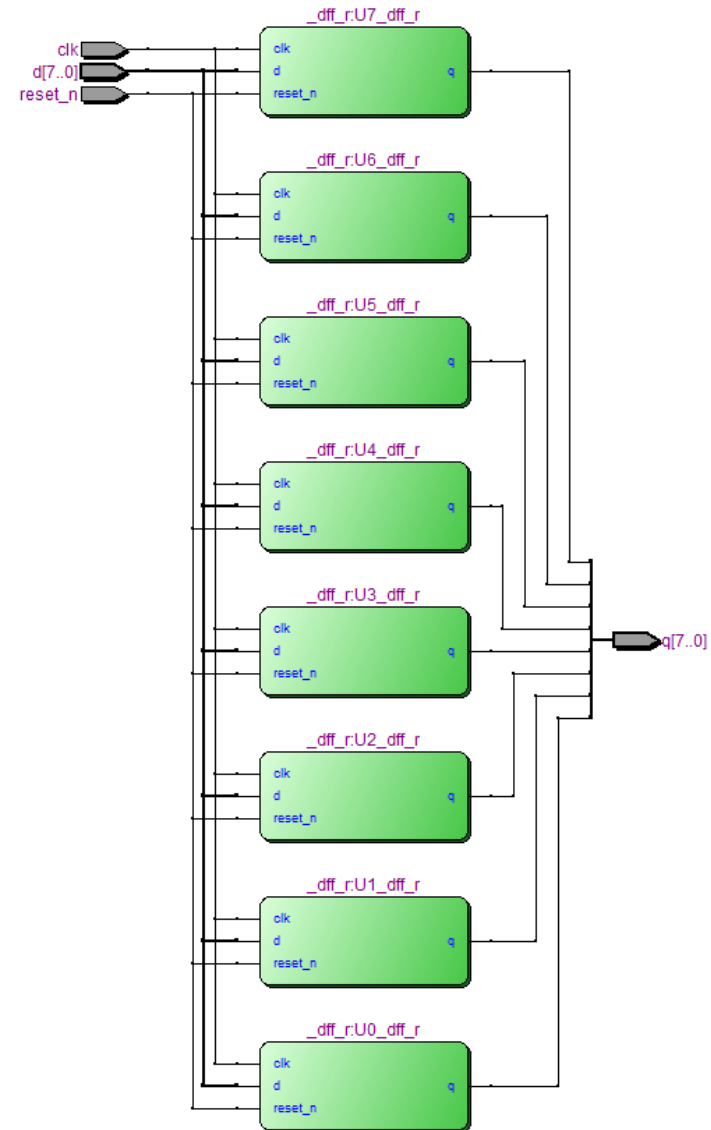 _dff_r:U7_dff_r
clk
d[7..0]
reset_n
clk
d
reset_n
q
_dff_r:U6_dff_r
clk
d
reset_n
q
_dff_r:U5_dff_r
clk
d
reset_n
q
_dff_r:U4_dff_r
clk
d
reset_n
q
_dff_r:U3_dff_r
clk
d
reset_n
q
q[7..0]
_dff_r:U2_dff_r
clk
d
reset_n
q
_dff_r:U1_dff_r
clk
d
reset_n
q
_dff_r:U0_dff_r
clk
d
reset_n
q